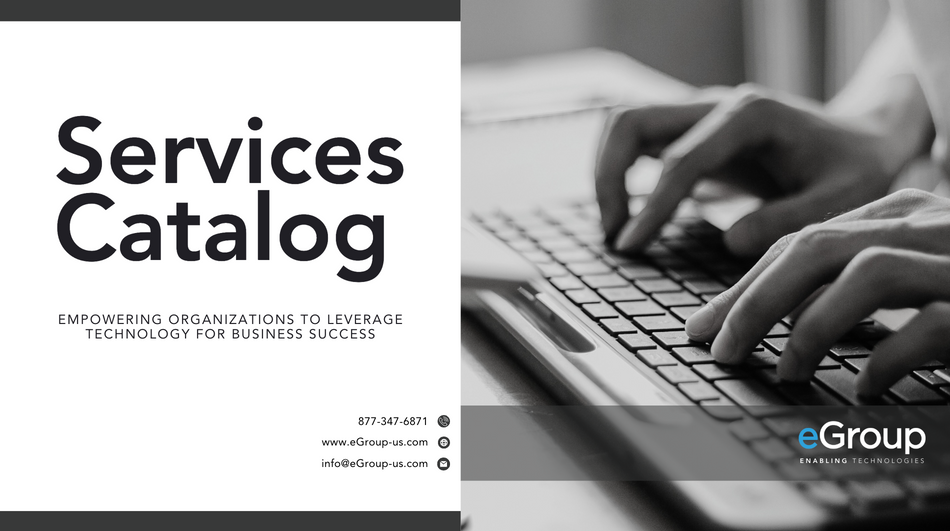 Services
Catalog
EMPOWERING ORGANIZATIONS TO LEVERAGE
TECHNOLOGY FOR BUSINESS SUCCESS
877-347-6871
www.eGroup-us.com
info@eGroup-us.com
eGroup
ENABLING TECHNOLOGIES